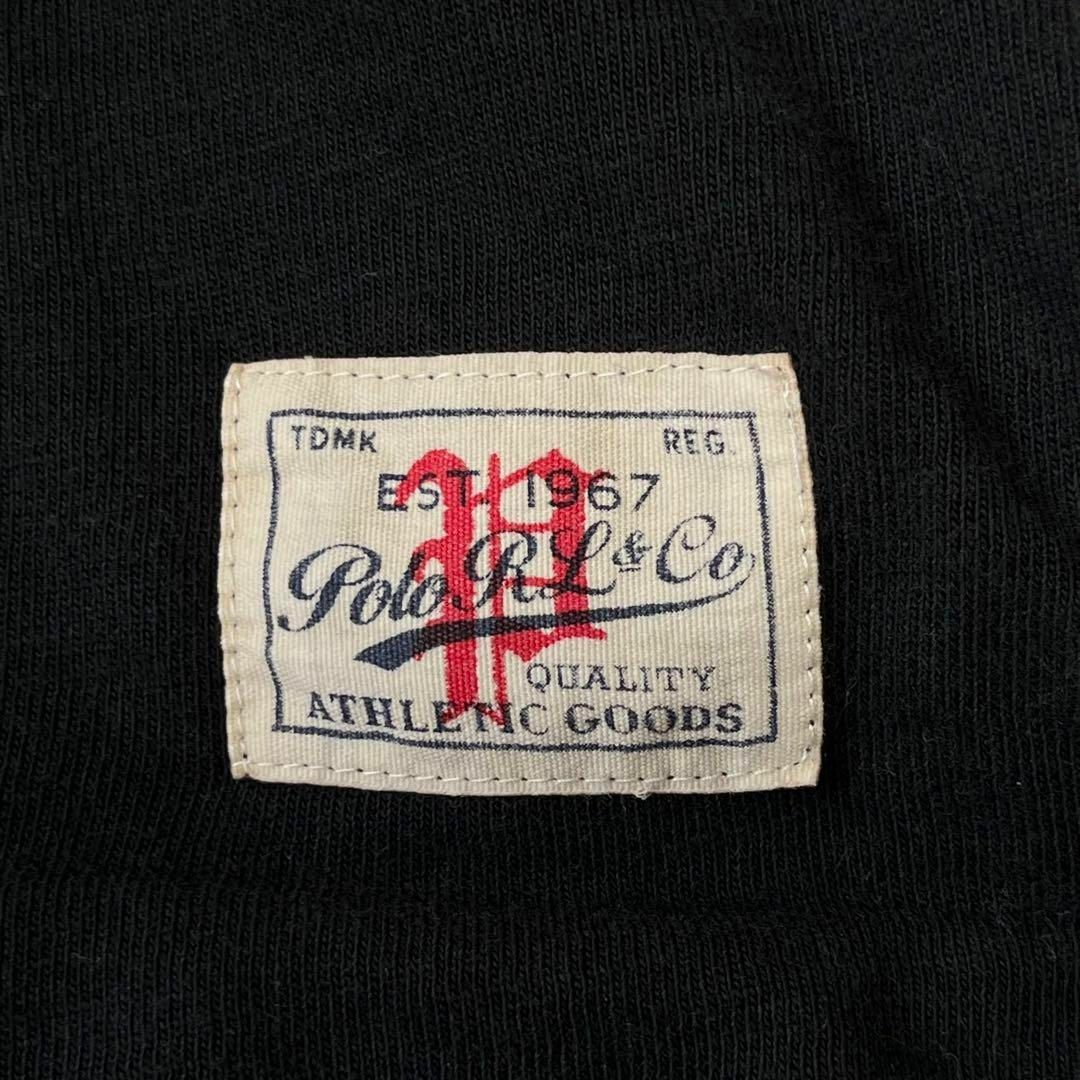 TDMK REG.
EST. 1967
P
Polo RL & Co
QUALITY
ATHLETIC GOODS